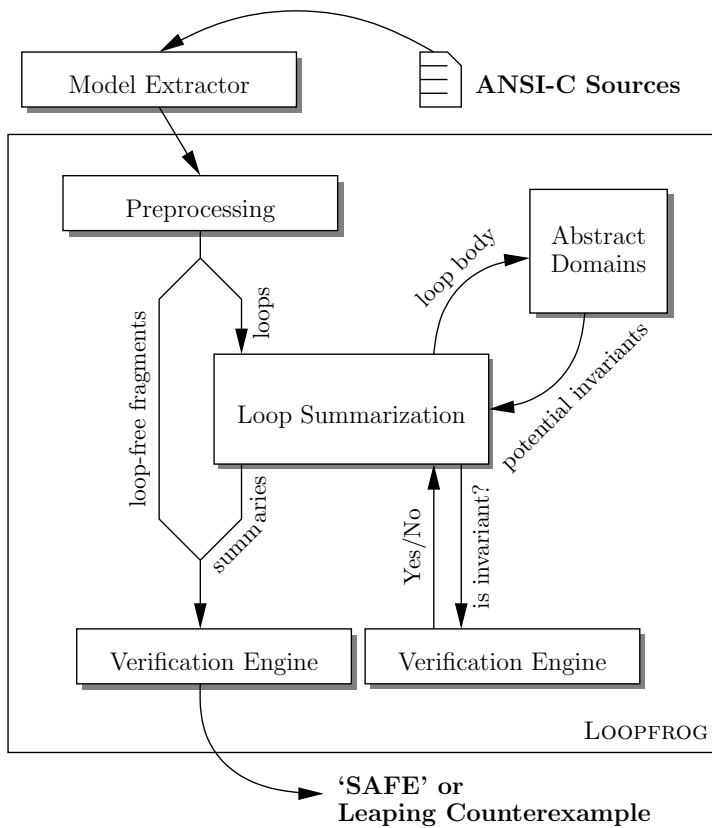 Model Extractor
ANSI-C Sources
Preprocessing
Abstract
Domains
loop body
loops
loop-free fragments
potential invariants
Loop Summarization
summaries
Yes/No
is invariant?
Verification Engine
Verification Engine
LOOPFROG
‘SAFE’ or
Leaping Counterexample